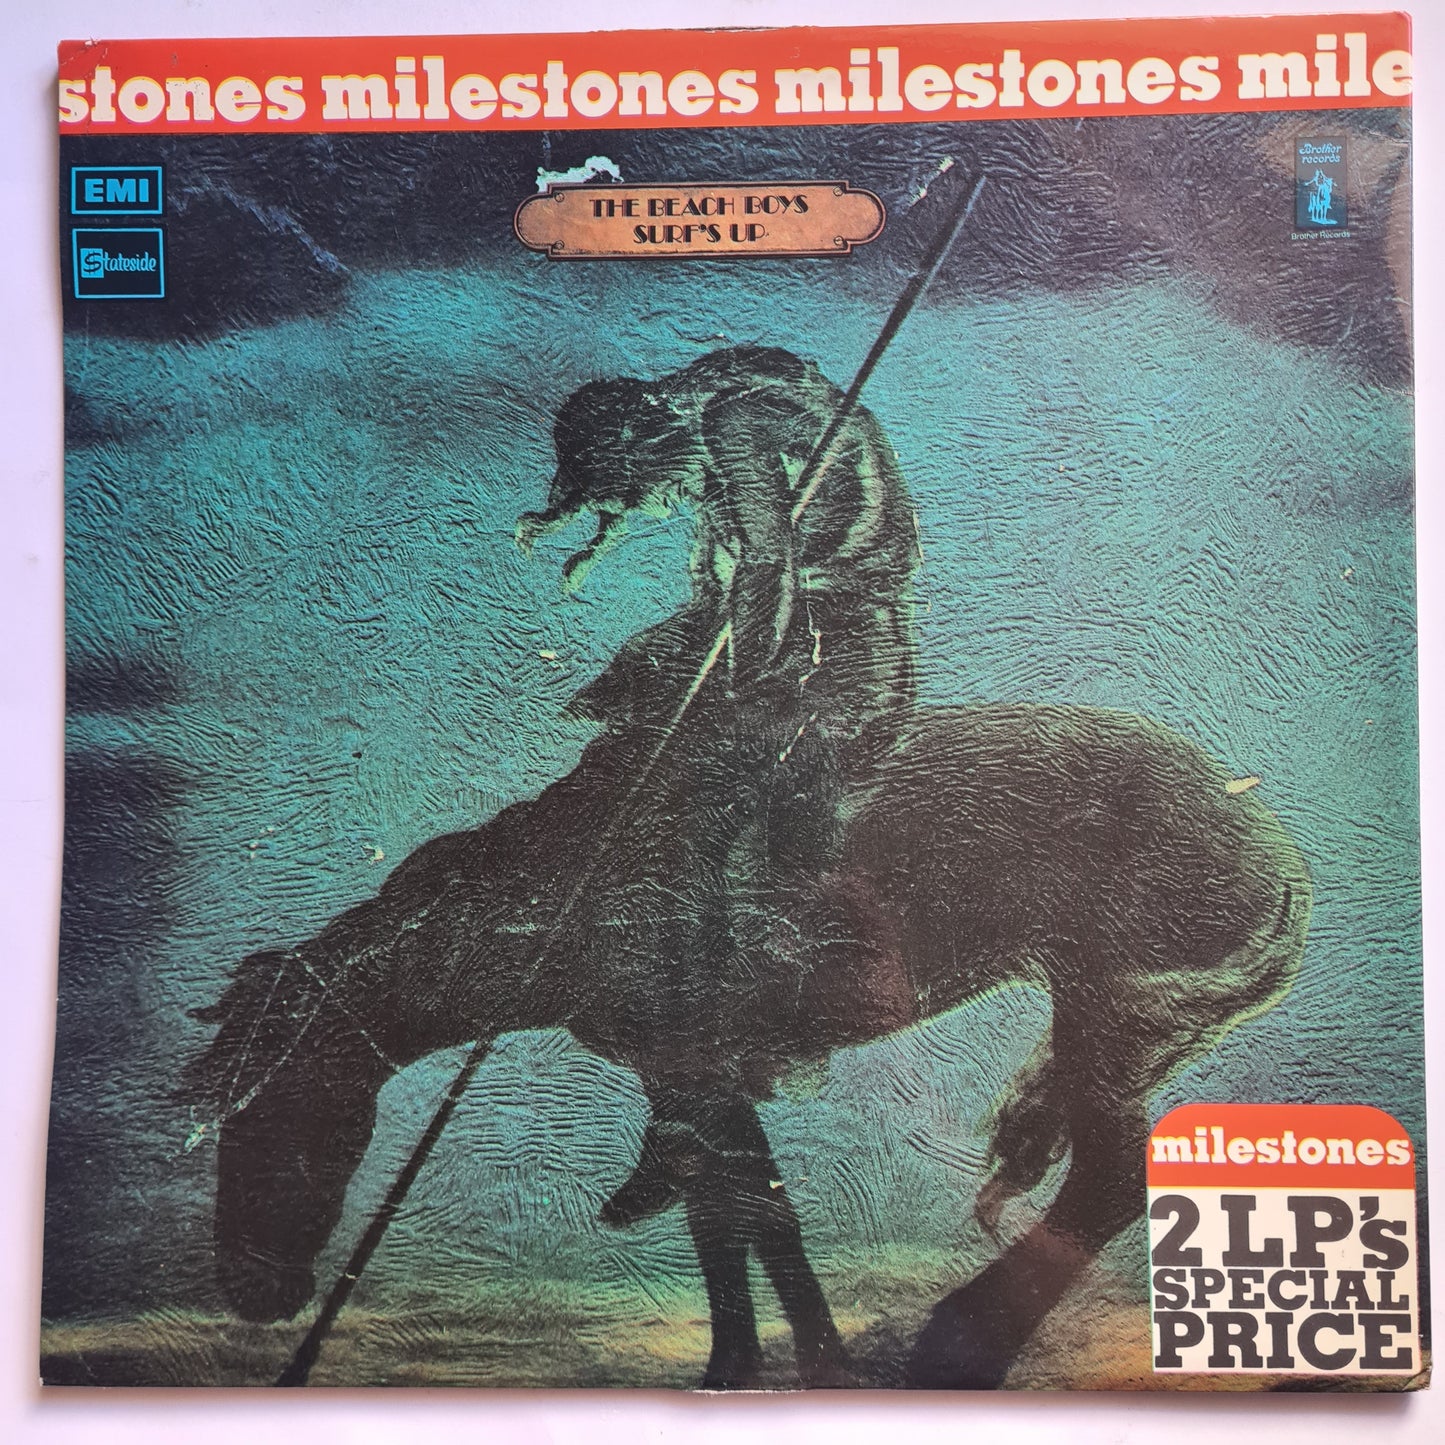 stones milestones milestones mile
EMI
Stateside
THE BEACH BOYS
SURF'S UP
Brother
records
Brother Records
milestones
2 LP's
SPECIAL
PRICE